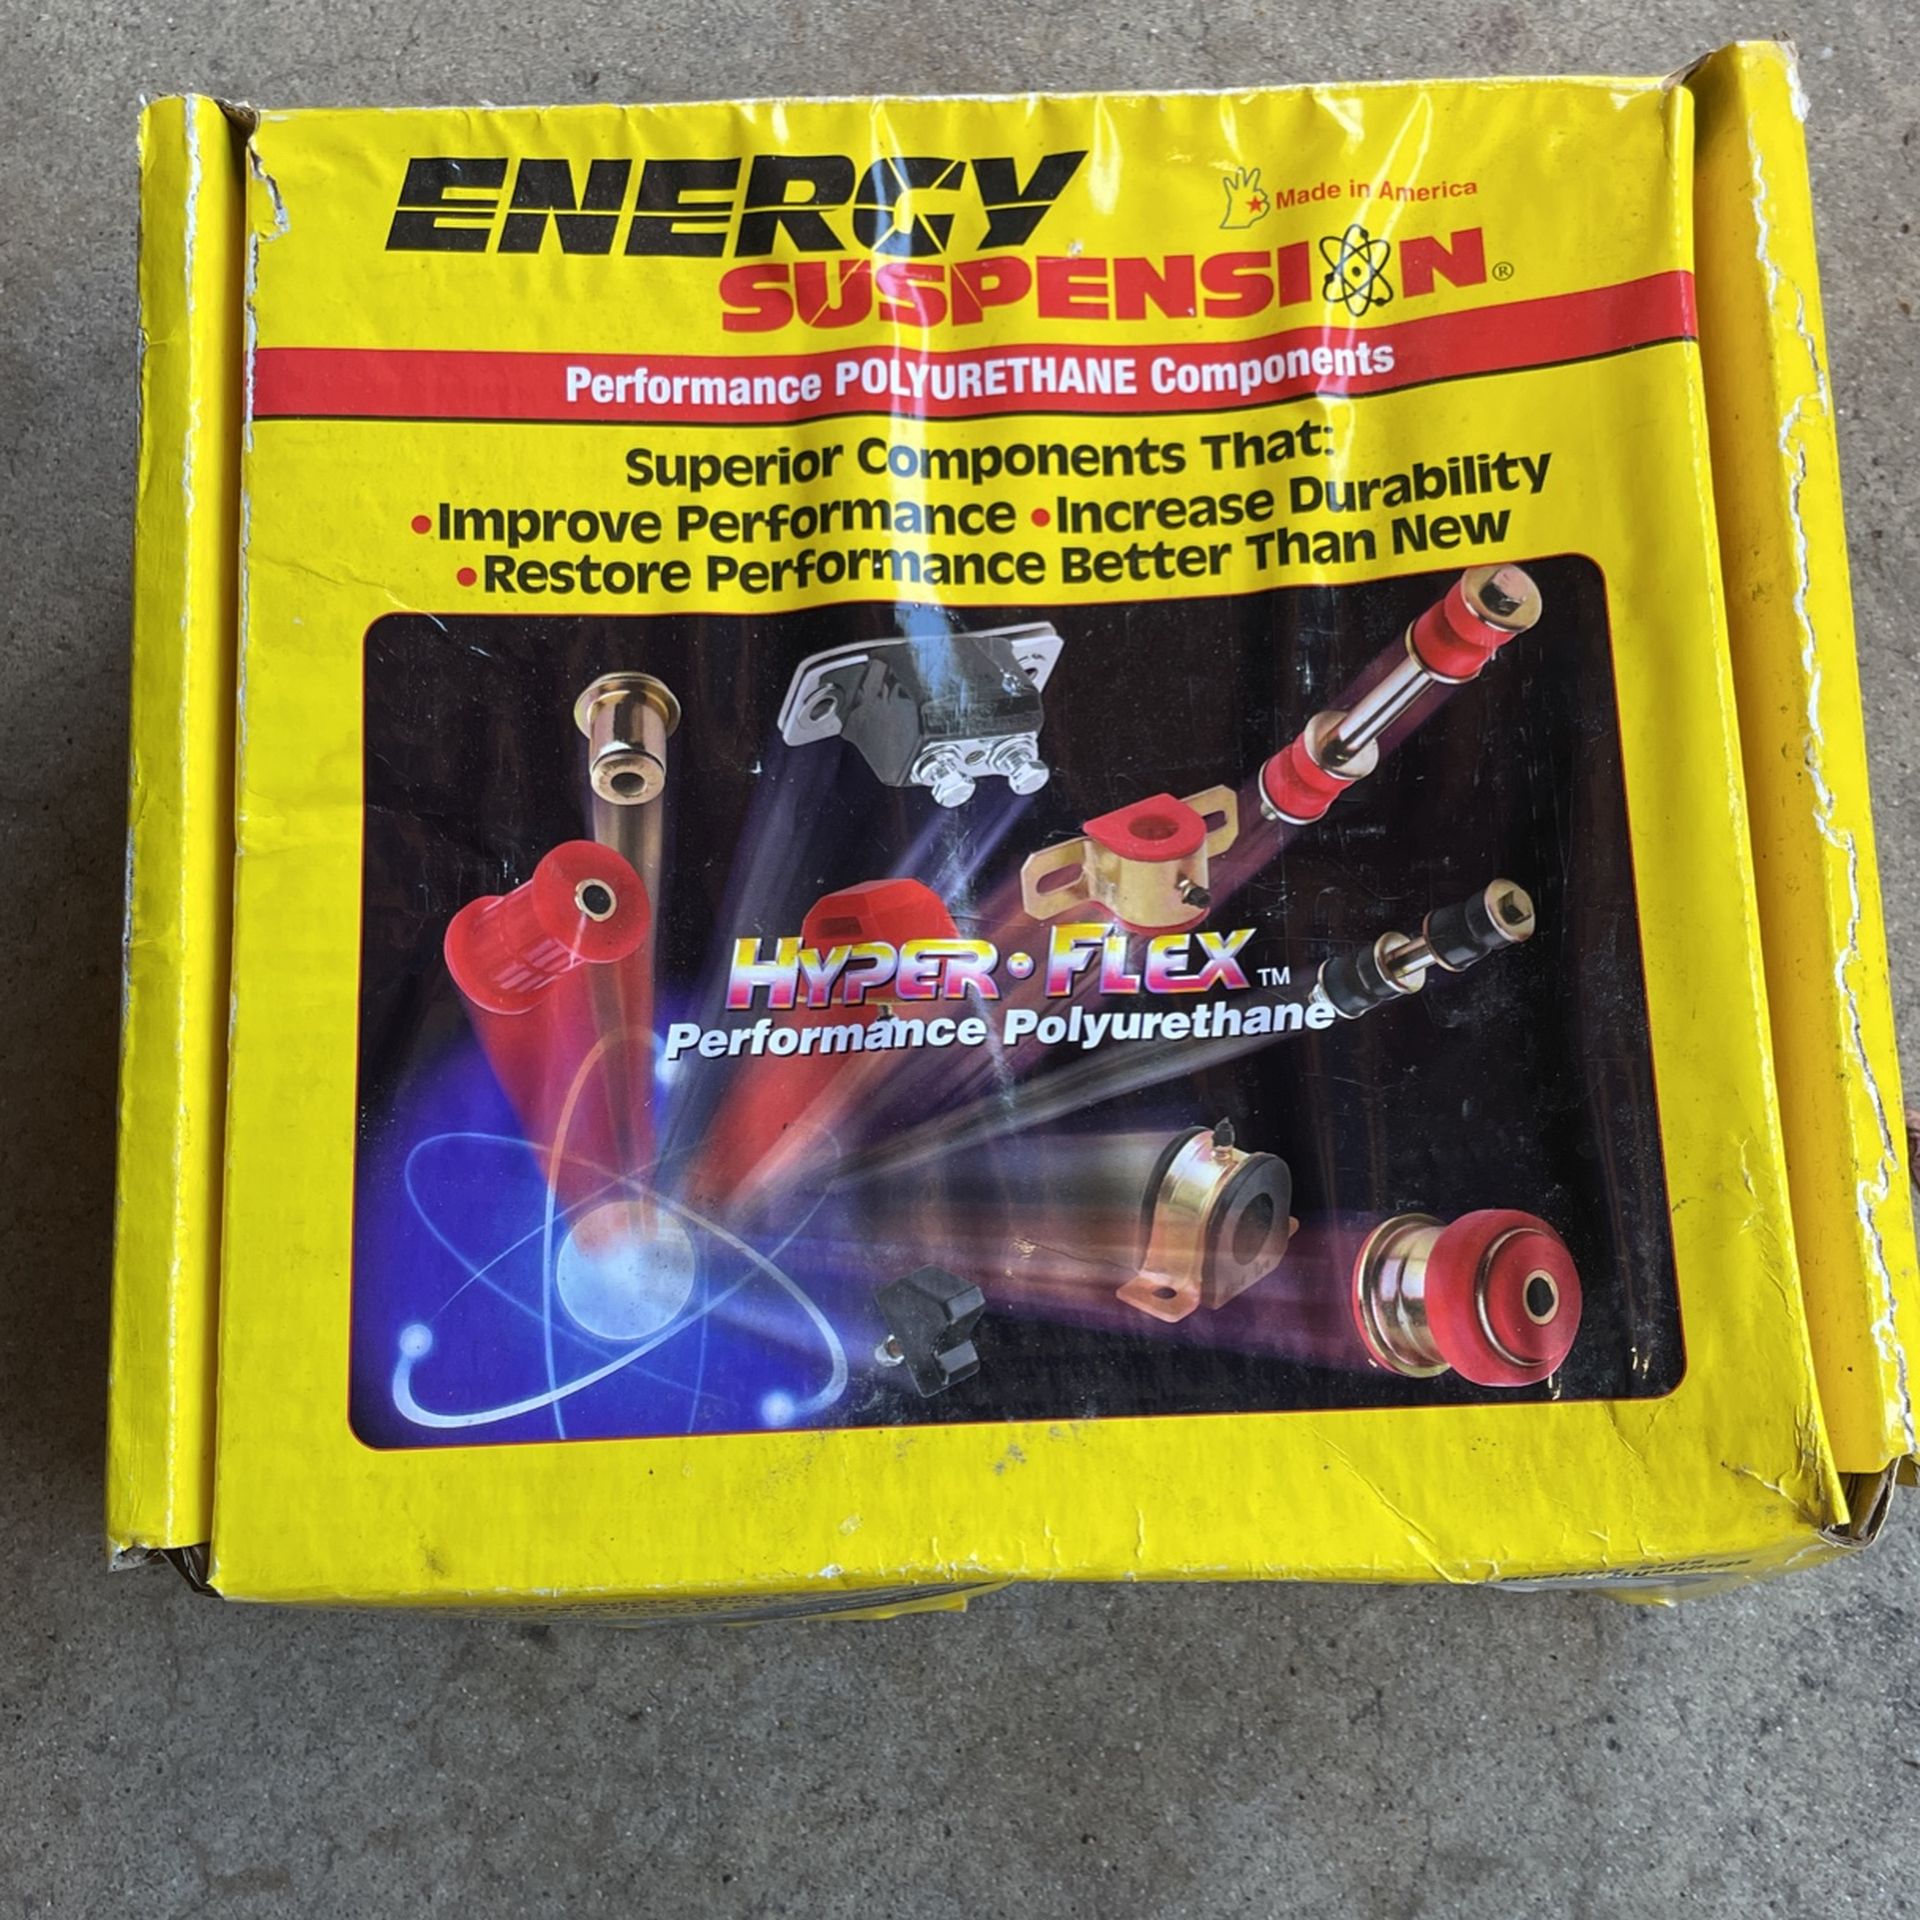 ENERGY
Made in America
SUSPENSION®
Performance POLYURETHANE Components
Superior Components That:
•Improve Performance •Increase Durability
•Restore Performance Better Than New
HYPER•FLEX™
Performance Polyurethane